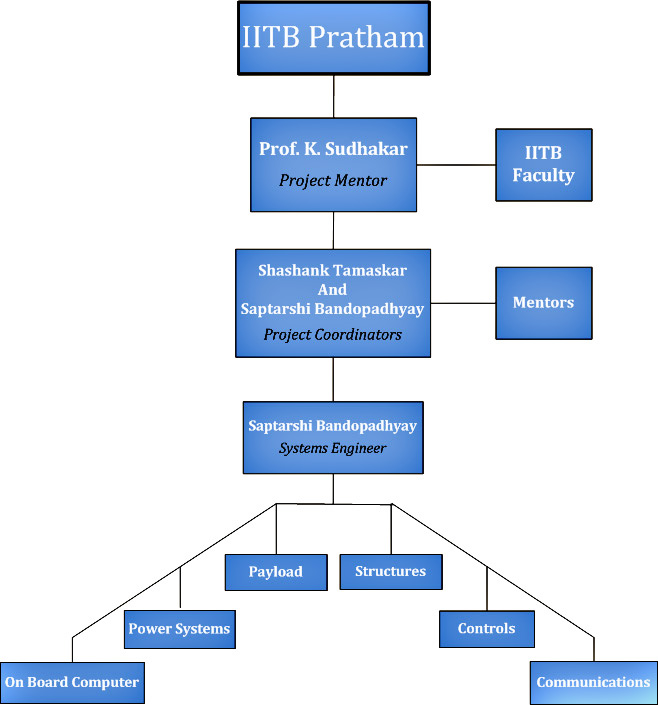 IITB Pratham
Prof. K. Sudhakar
Project Mentor
IITB
Faculty
Shashank Tamaskar
And
Saptarshi Bandopadhyay
Project Coordinators
Mentors
Saptarshi Bandopadhyay
Systems Engineer
Payload
Structures
Power Systems
Controls
On Board Computer
Communications